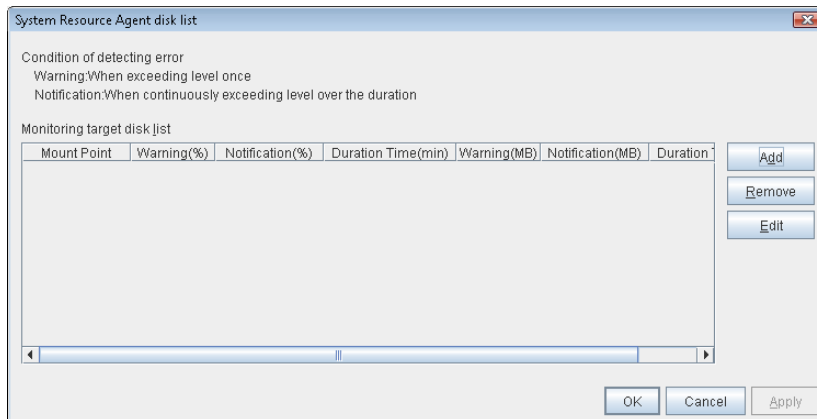 System Resource Agent disk list
Condition of detecting error
Warning:When exceeding level once
Notification:When continuously exceeding level over the duration
Monitoring target disk list
Mount Point Warning(%) Notification(%) Duration Time(min) Warning(MB) Notification(MB) Duration T
Add
Remove
Edit
OK Cancel Apply